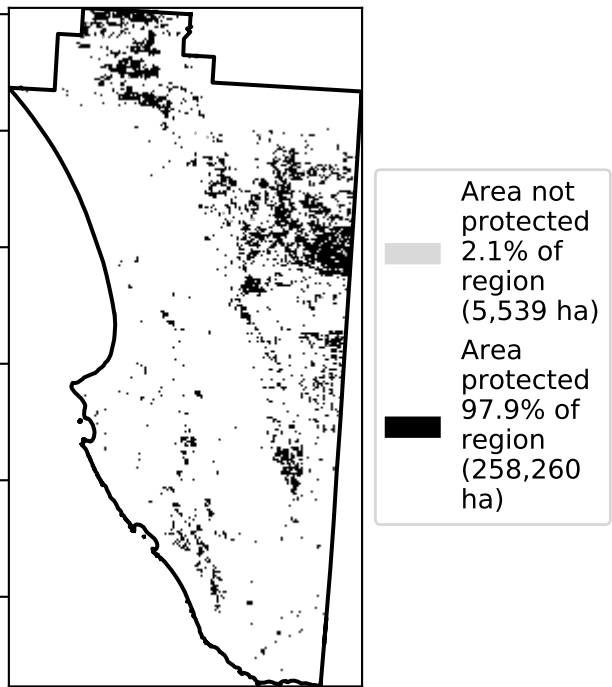 Area not
protected
2.1% of
region
(5,539 ha)
Area
protected
97.9% of
region
(258,260
ha)